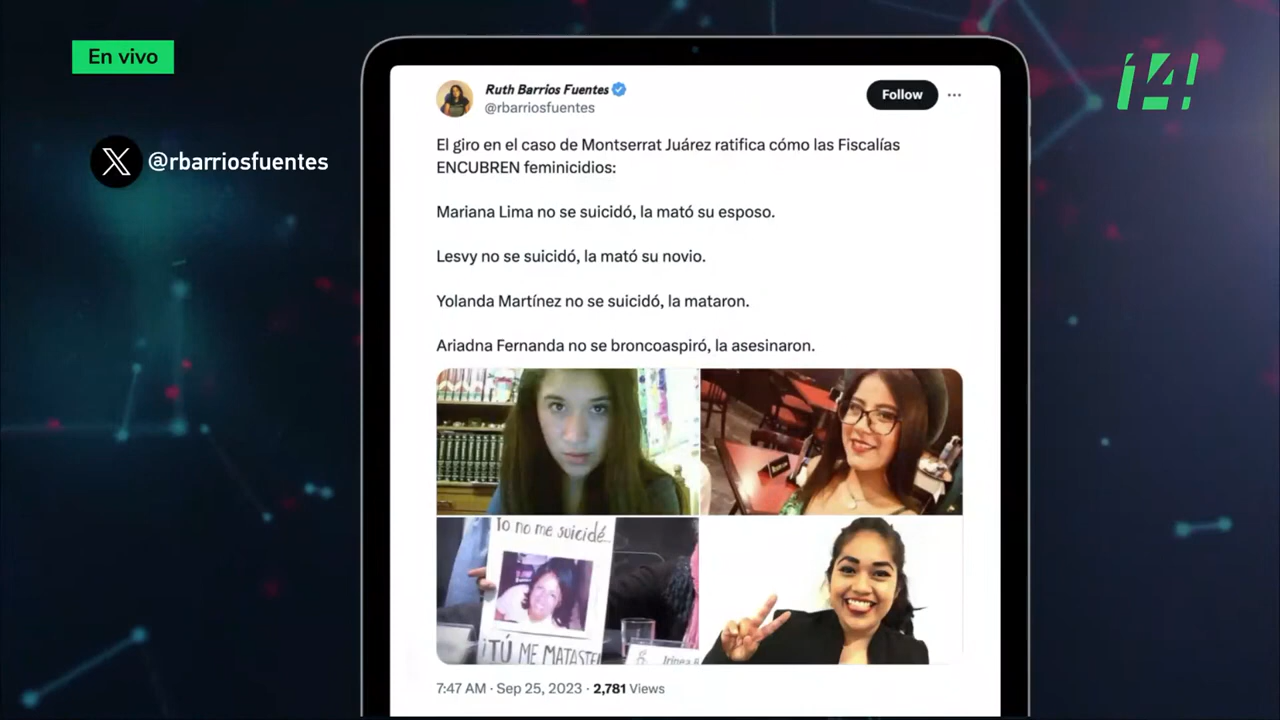 En vivo
14!
@rbarriosfuentes
Ruth Barrios Fuentes
@rbarriosfuentes
Follow
El giro en el caso de Montserrat Juárez ratifica cómo las Fiscalías
ENCUBREN feminicidios:
Mariana Lima no se suicidó, la mató su esposo.
Lesvy no se suicidó, la mató su novio.
Yolanda Martínez no se suicidó, la mataron.
Ariadna Fernanda no se broncoaspiró, la asesinaron.
Yo no me suicidé...
¡TÚ ME MATASTE
Irinea B
7:47 AM · Sep 25, 2023 · 2,781 Views